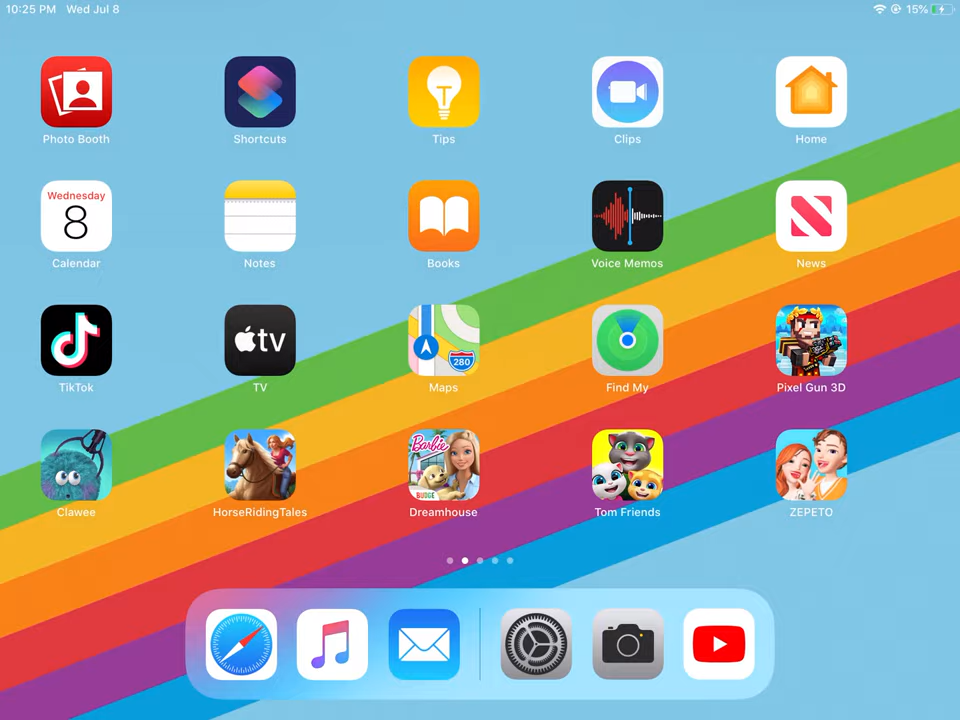 10:25 PM Wed Jul 8
15%
Photo Booth
Shortcuts
Tips
Clips
Home
Wednesday
8
Calendar
Notes
Books
Voice Memos
News
TikTok
tv
TV
280
Maps
Find My
Pixel Gun 3D
Clawee
HorseRidingTales
Barbie
BUDGE
Dreamhouse
Tom Friends
ZEPETO